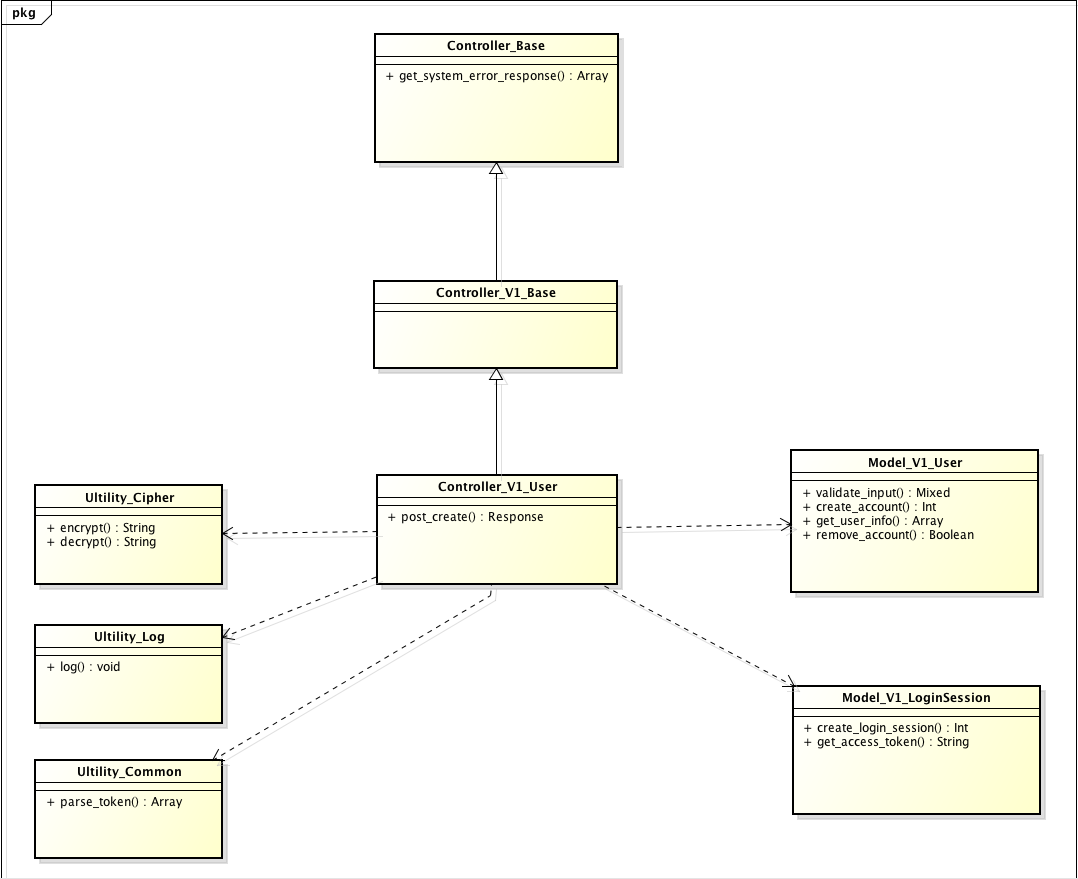 pkg
Controller_Base
+ get_system_error_response() : Array
Controller_V1_Base
Controller_V1_User
+ post_create() : Response
Ultility_Cipher
+ encrypt() : String
+ decrypt() : String
Ultility_Log
+ log() : void
Ultility_Common
+ parse_token() : Array
Model_V1_User
+ validate_input() : Mixed
+ create_account() : Int
+ get_user_info() : Array
+ remove_account() : Boolean
Model_V1_LoginSession
+ create_login_session() : Int
+ get_access_token() : String